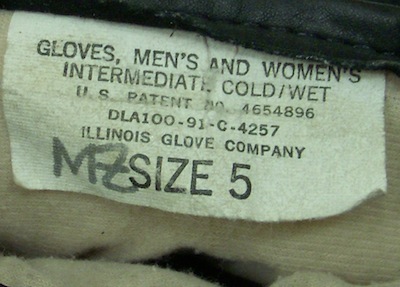 GLOVES, MEN'S AND WOMEN'S
INTERMEDIATE COLD/WET
U.S. PATENT NO. 4654896
DLA100-91-C-4257
ILLINOIS GLOVE COMPANY
SIZE 5